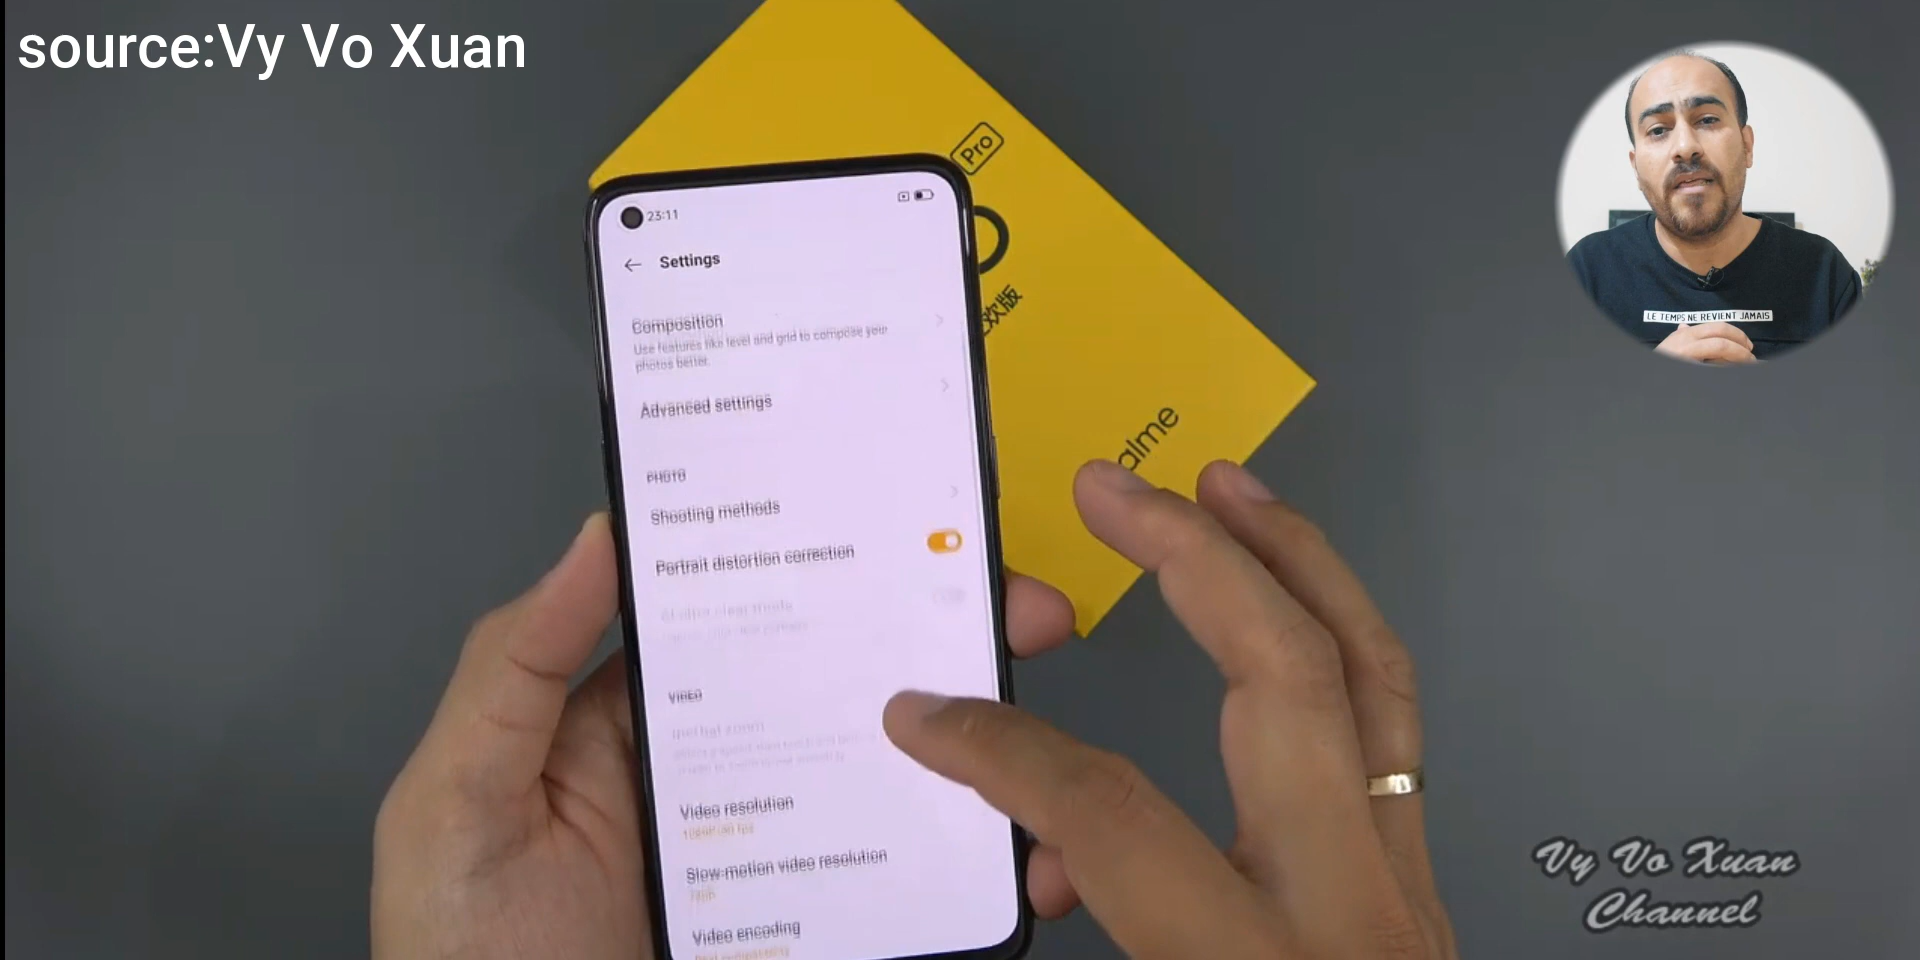 source:Vy Vo Xuan
Pro
23:11
Settings
Composition
Use features like level and grid to compose your
photos better.
Advanced settings
PHOTO
Shooting methods
Portrait distortion correction
VIDEO
Video resolution
Slow-motion video resolution
Video encoding
alme
LE TEMPS NE REVIENT JAMAIS
Vy Vo Xuan
Channel